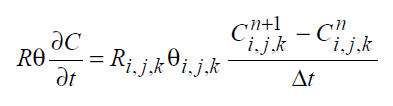 Rθ ∂C/∂t = R_{i,j,k} θ_{i,j,k} (C^{n+1}_{i,j,k} − C^{n}_{i,j,k})/Δt